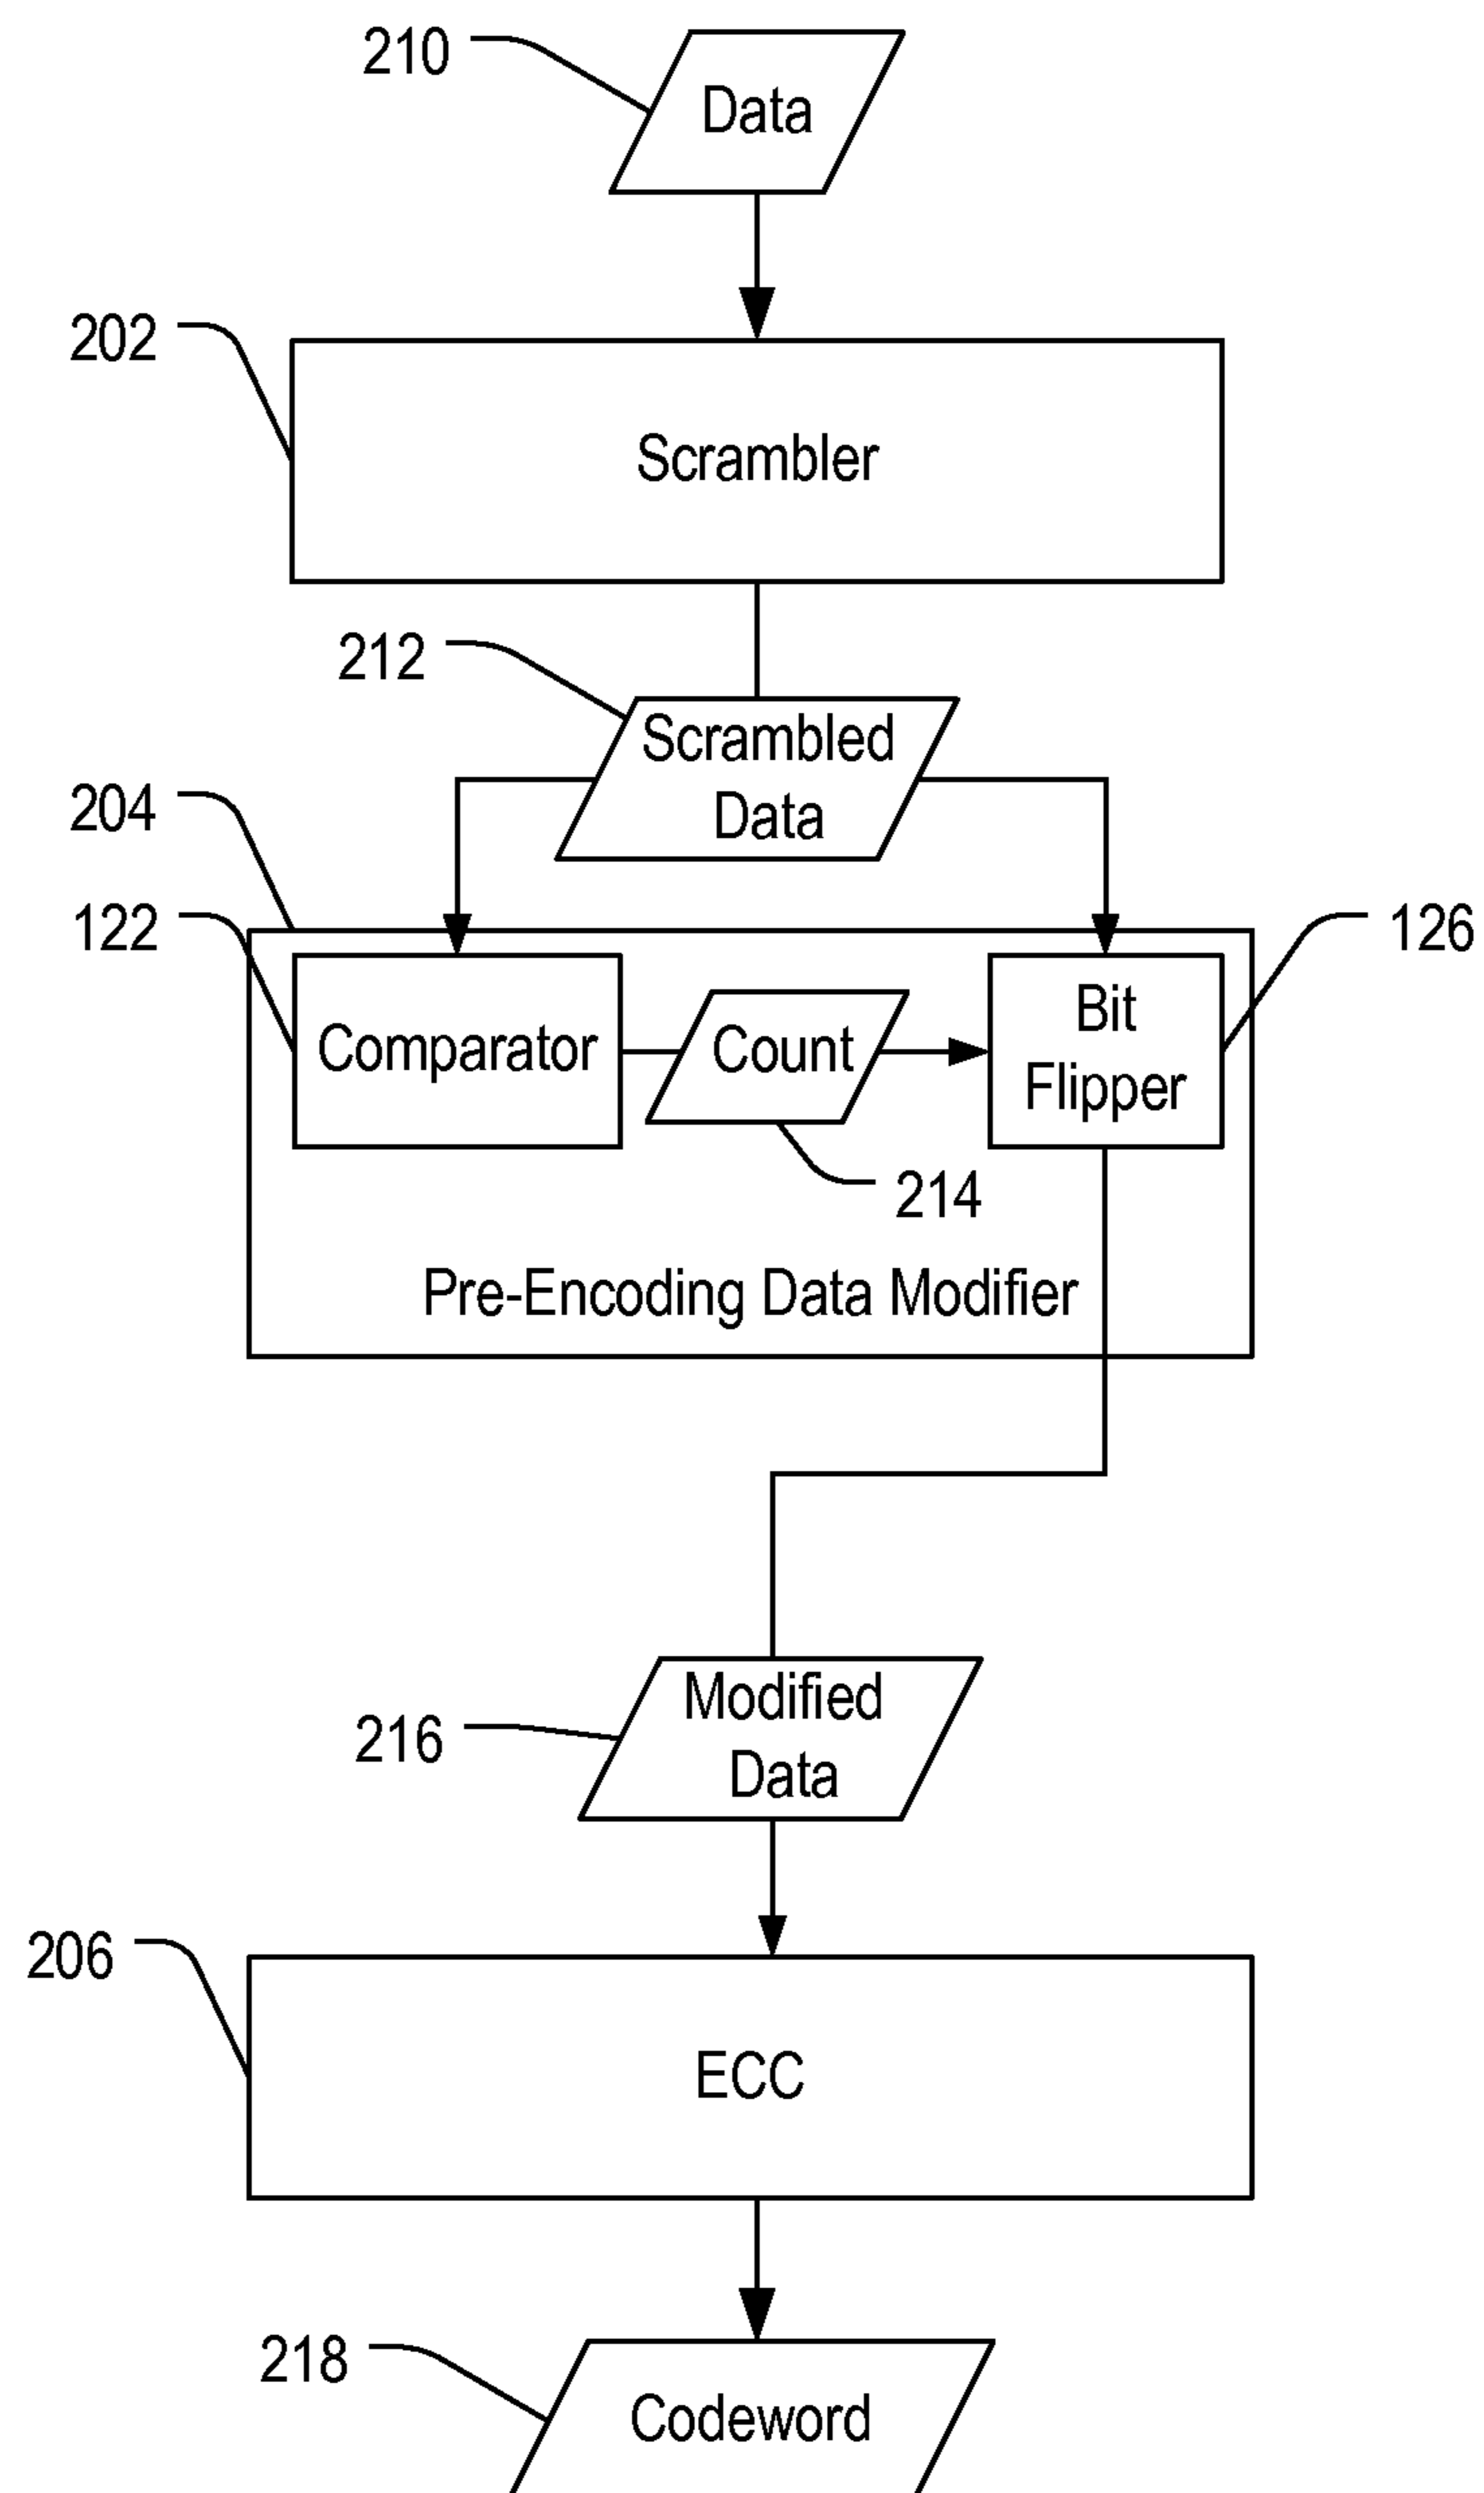 210
Data
202
Scrambler
212
Scrambled
Data
204
122
126
Comparator
Count
Bit
Flipper
214
Pre-Encoding Data Modifier
216
Modified
Data
206
ECC
218
Codeword